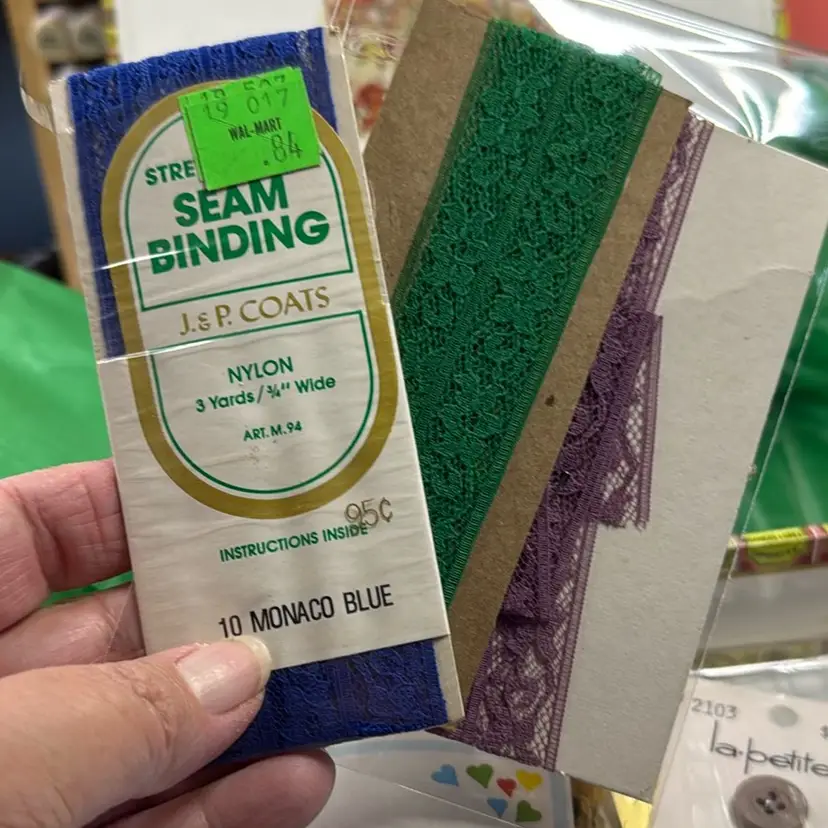 19 017
WAL-MART
.84
STRE
SEAM
BINDING
J.& P. COATS
NYLON
3 Yards/¾" Wide
ART. M. 94
95¢
INSTRUCTIONS INSIDE
10 MONACO BLUE
2103
la petite